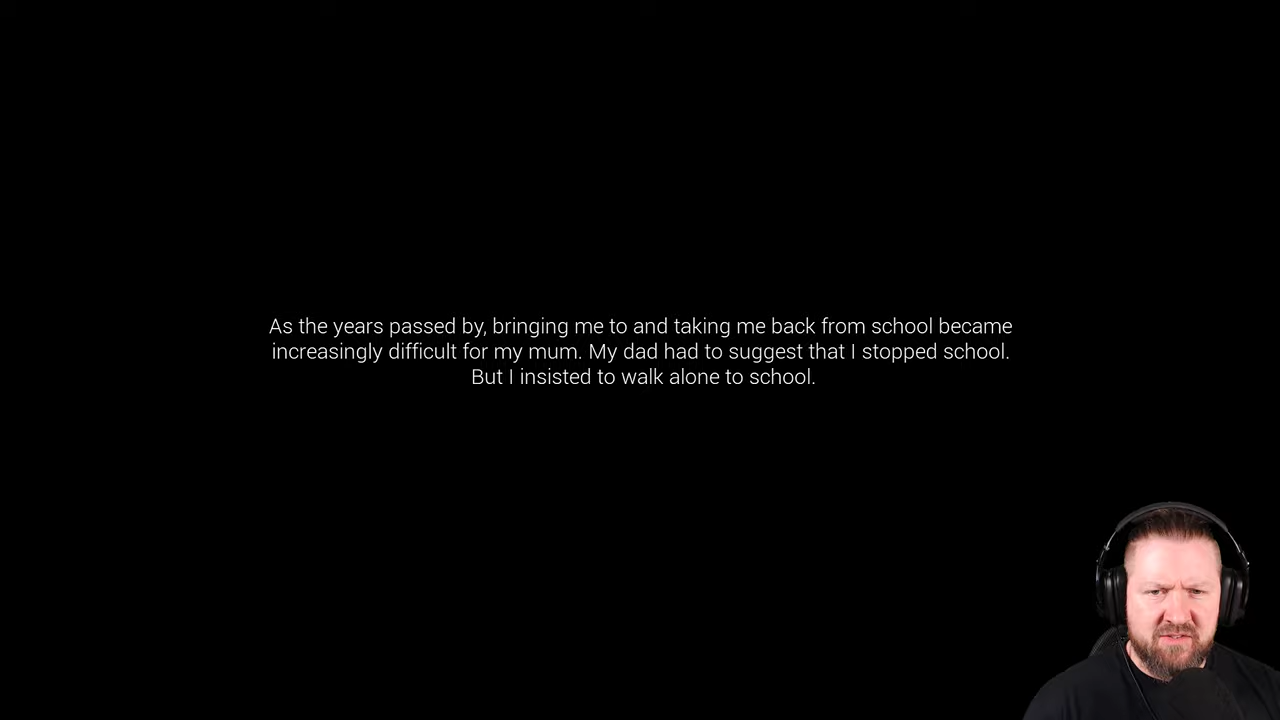 As the years passed by, bringing me to and taking me back from school became
increasingly difficult for my mum. My dad had to suggest that I stopped school.
But I insisted to walk alone to school.